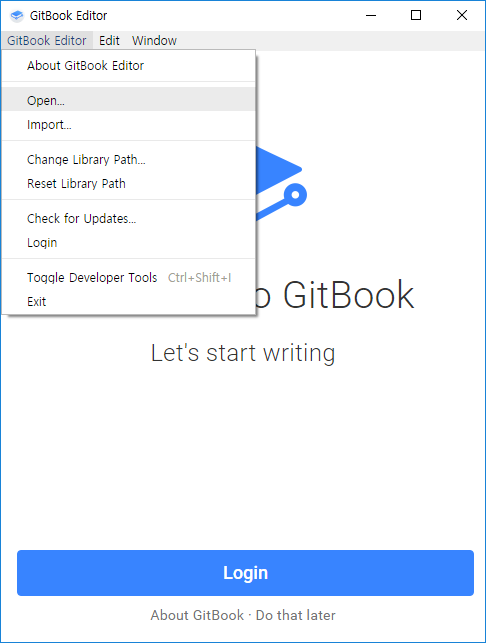 GitBook Editor
GitBook Editor Edit Window
About GitBook Editor
Open...
Import...
Change Library Path...
Reset Library Path
Check for Updates...
Login
Toggle Developer Tools Ctrl+Shift+I
Exit
GitBook
Let's start writing
Login
About GitBook · Do that later